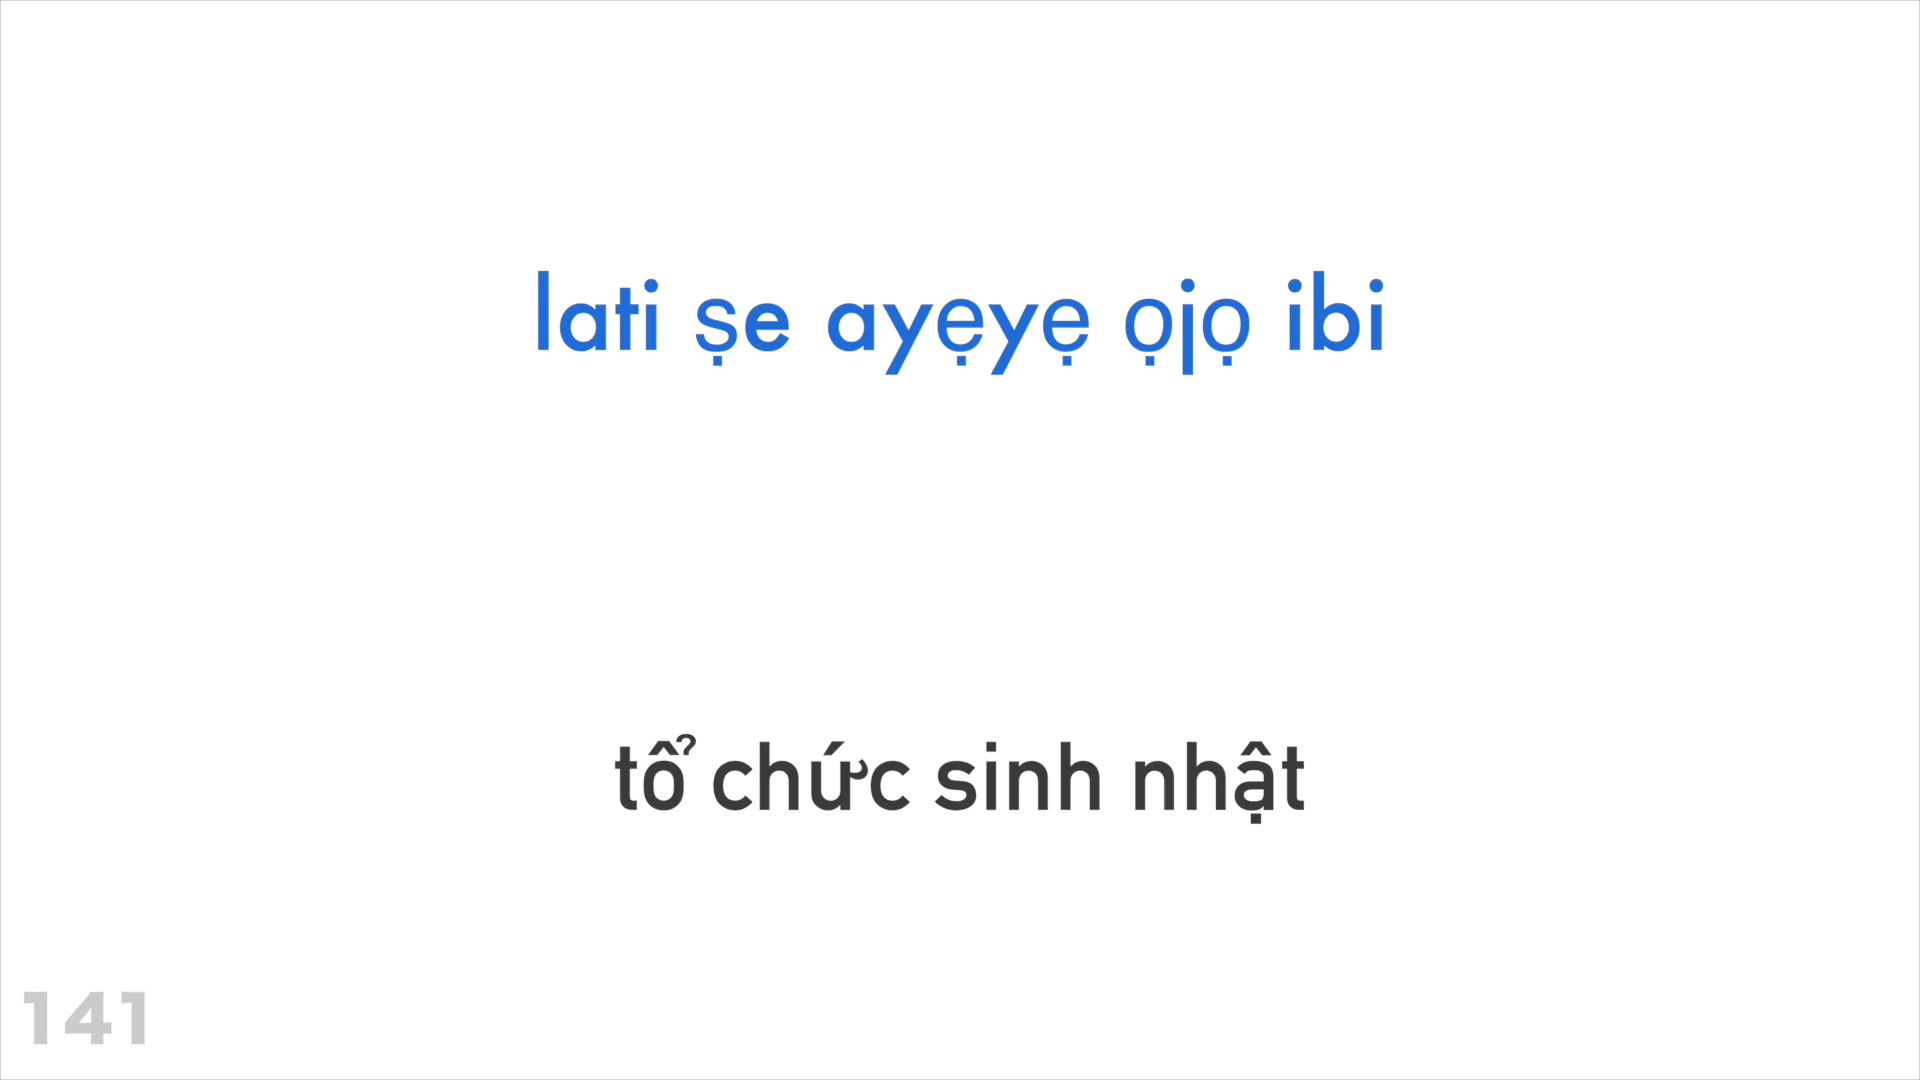 lati ṣe ayẹyẹ ọjọ ibi
tổ chức sinh nhật
141